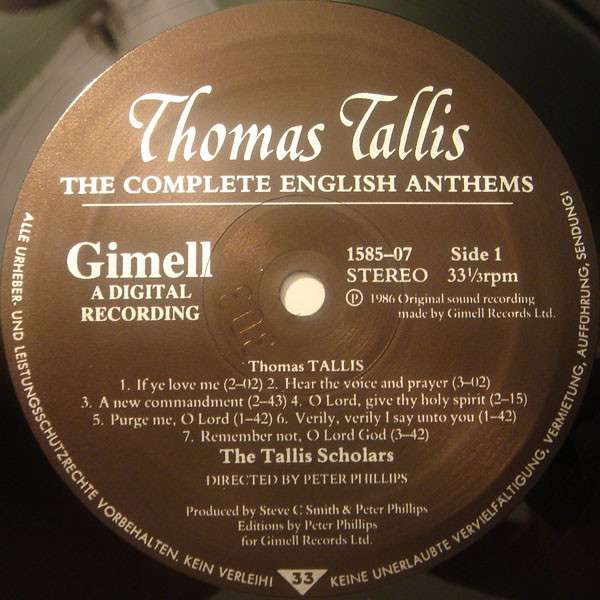 Thomas Tallis
THE COMPLETE ENGLISH ANTHEMS
Gimell
A DIGITAL
RECORDING
1585–07 Side 1
STEREO 33⅓rpm
Ⓟ 1986 Original sound recording
made by Gimell Records Ltd.
Thomas TALLIS
1. If ye love me (2–02) 2. Hear the voice and prayer (3–02)
3. A new commandment (2–43) 4. O Lord, give thy holy spirit (2–15)
5. Purge me, O Lord (1–42) 6. Verily, verily I say unto you (1–42)
7. Remember not, O Lord God (3–42)
The Tallis Scholars
DIRECTED BY PETER PHILLIPS
Produced by Steve C Smith & Peter Phillips
Editions by Peter Phillips
for Gimell Records Ltd.
ALLE URHEBER- UND LEISTUNGSSCHUTZRECHTE VORBEHALTEN. KEIN VERLEIH!
33
KEINE UNERLAUBTE VERVIELFÄLTIGUNG, VERMIETUNG, AUFFÜHRUNG, SENDUNG!